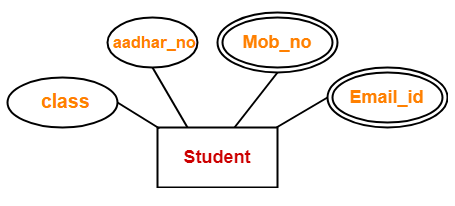 aadhar_no
Mob_no
class
Email_id
Student